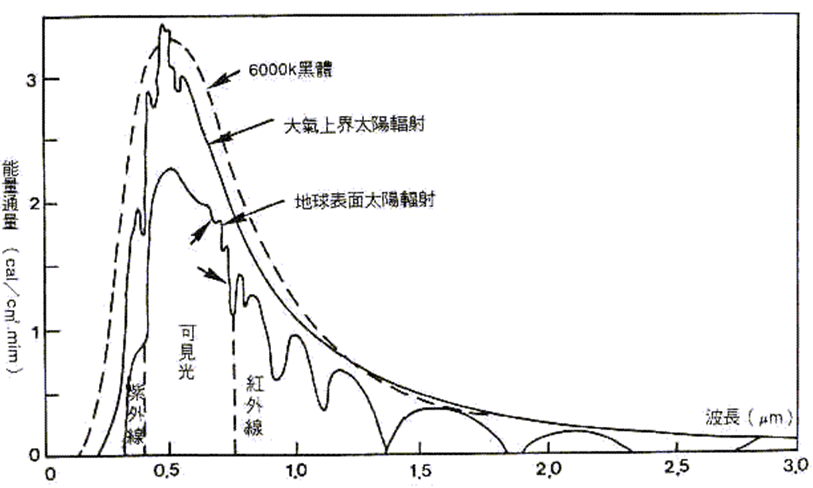 6000k黑體
大氣上界太陽輻射
地球表面太陽輻射
能量通量 (cal/cm².mim)
3
2
1
0
可見光
紫外線
紅外線
波長 (μm)
0 0.5 1.0 1.5 2.0 2.5 3.0